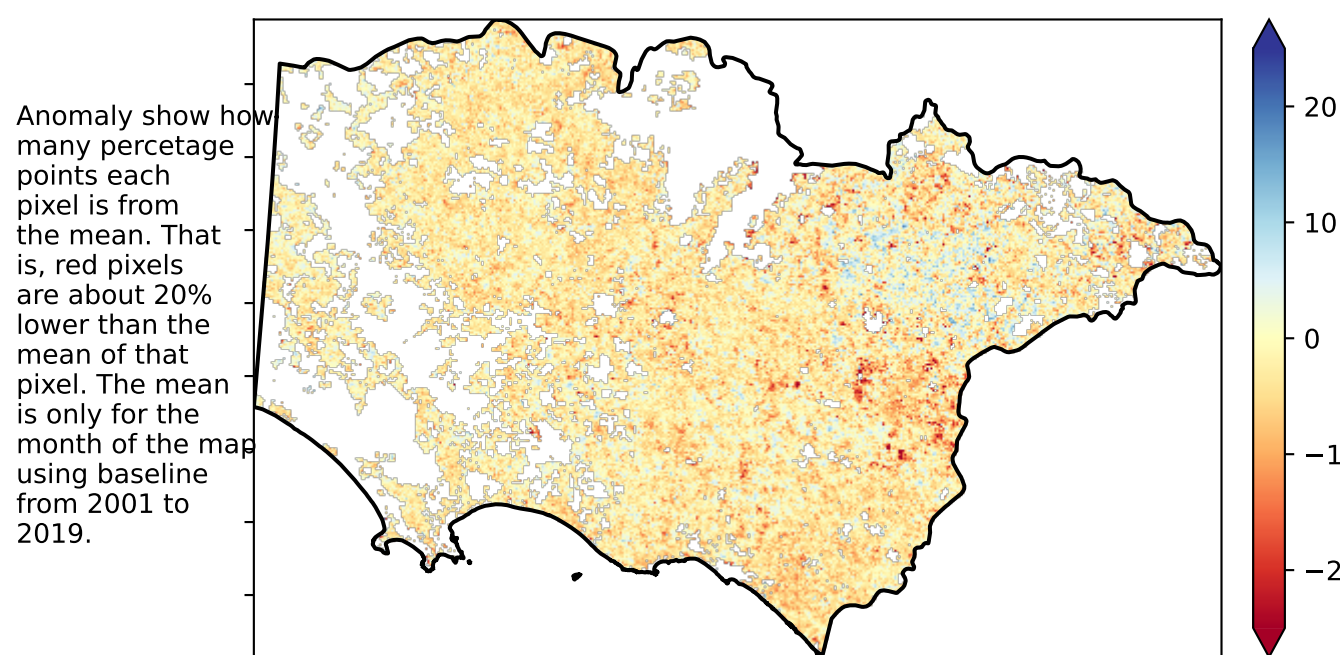 Anomaly show how
many percetage
points each
pixel is from
the mean. That
is, red pixels
are about 20%
lower than the
mean of that
pixel. The mean
is only for the
month of the map
using baseline
from 2001 to
2019.
20
10
0
−1
−2